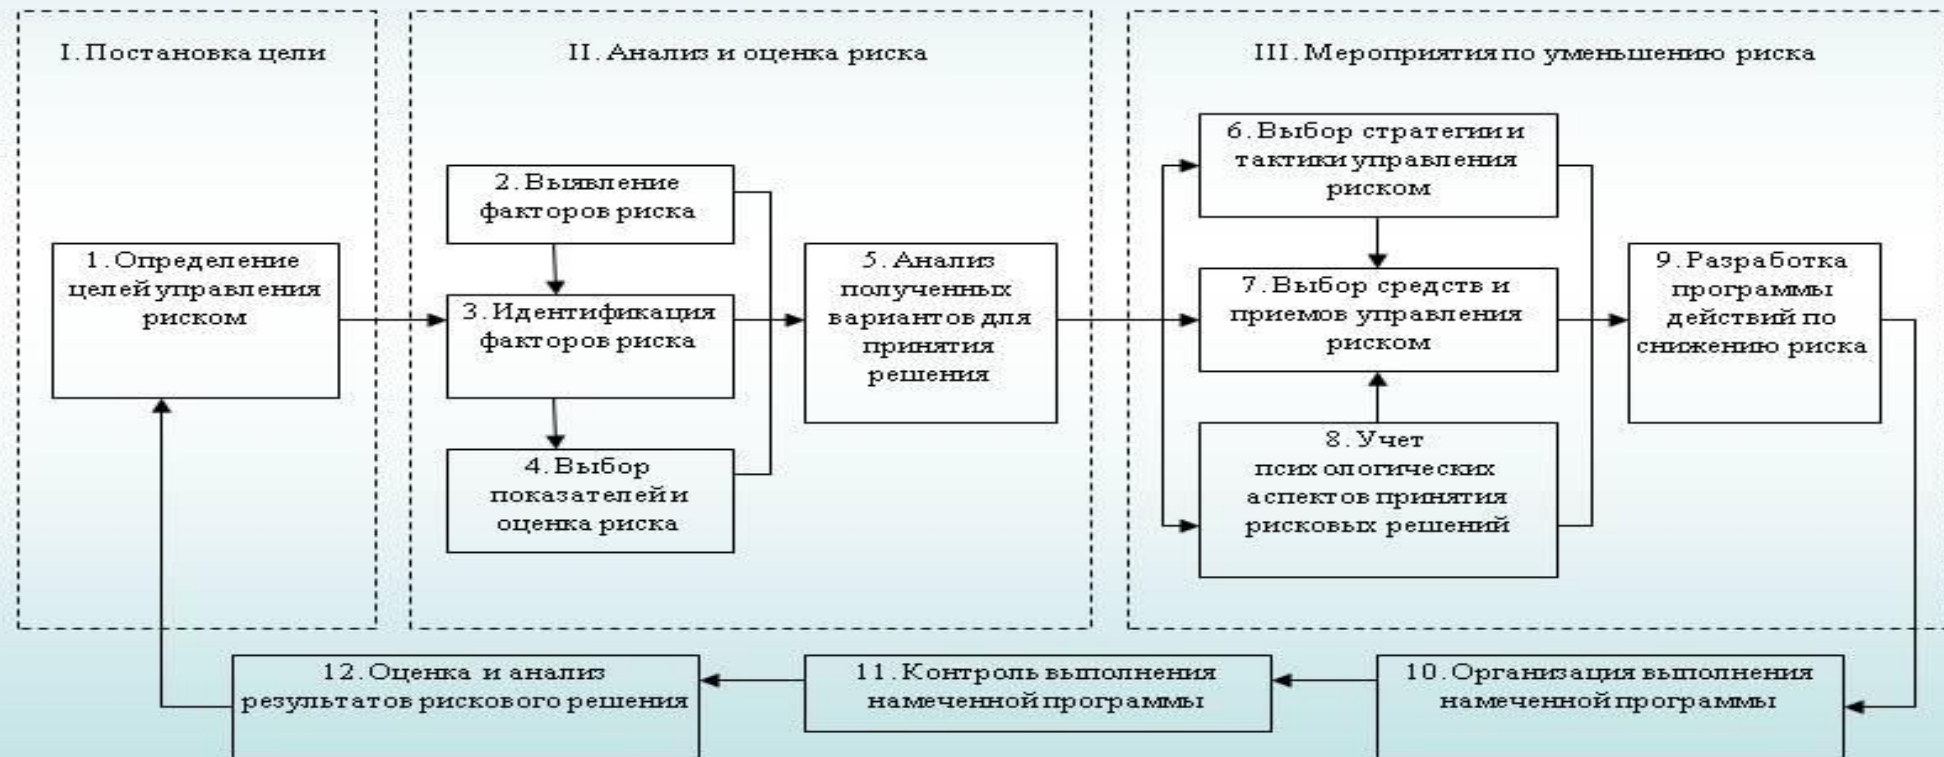 I. Постановка цели
II. Анализ и оценка риска
III. Мероприятия по уменьшению риска
1. Определение
целей управления
риском
2. Выявление
факторов риска
3. Идентификация
факторов риска
4. Выбор
показателей и
оценка риска
5. Анализ
полученных
вариантов для
принятия
решения
6. Выбор стратегии и
тактики управления
риском
7. Выбор средств и
приемов управления
риском
8. Учет
психологических
аспектов принятия
рисковых решений
9. Разработка
программы
действий по
снижению риска
10. Организация выполнения
намеченной программы
11. Контроль выполнения
намеченной программы
12. Оценка и анализ
результатов рискового решения